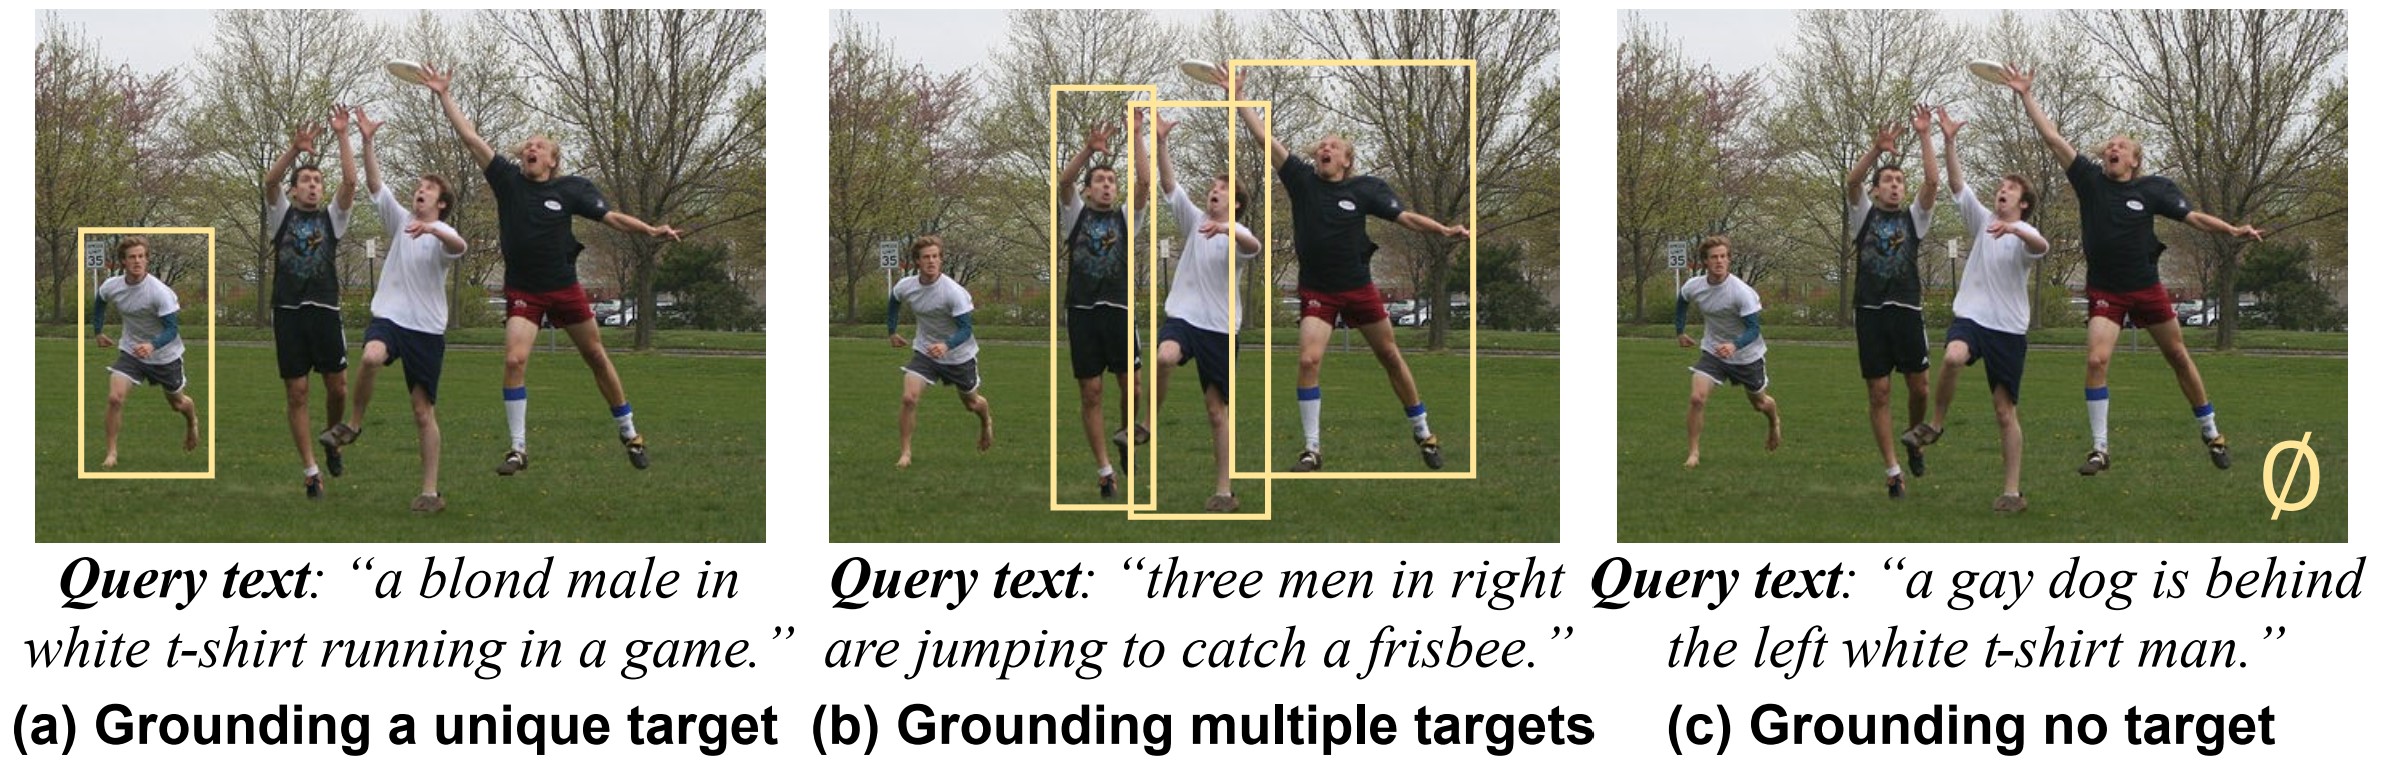 SPEED
LIMIT
35
SPEED
LIMIT
35
SPEED
LIMIT
35
Ø
Query text: “a blond male in
white t-shirt running in a game.”
(a) Grounding a unique target
Query text: “three men in right
are jumping to catch a frisbee.”
(b) Grounding multiple targets
Query text: “a gay dog is behind
the left white t-shirt man.”
(c) Grounding no target